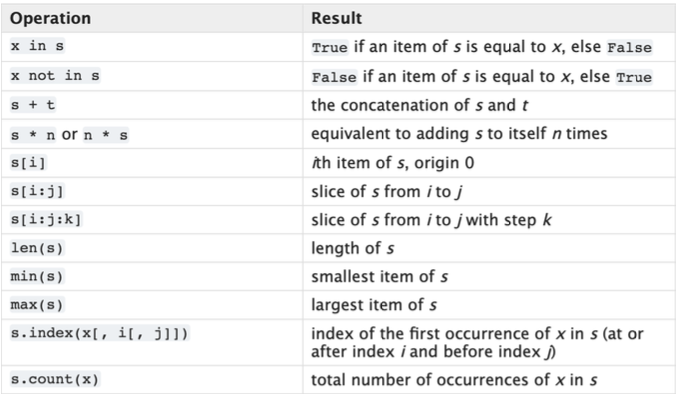 Operation Result
x in s True if an item of s is equal to x, else False
x not in s False if an item of s is equal to x, else True
s + t the concatenation of s and t
s * n or n * s equivalent to adding s to itself n times
s[i] ith item of s, origin 0
s[i:j] slice of s from i to j
s[i:j:k] slice of s from i to j with step k
len(s) length of s
min(s) smallest item of s
max(s) largest item of s
s.index(x[, i[, j]]) index of the first occurrence of x in s (at or
after index i and before index j)
s.count(x) total number of occurrences of x in s